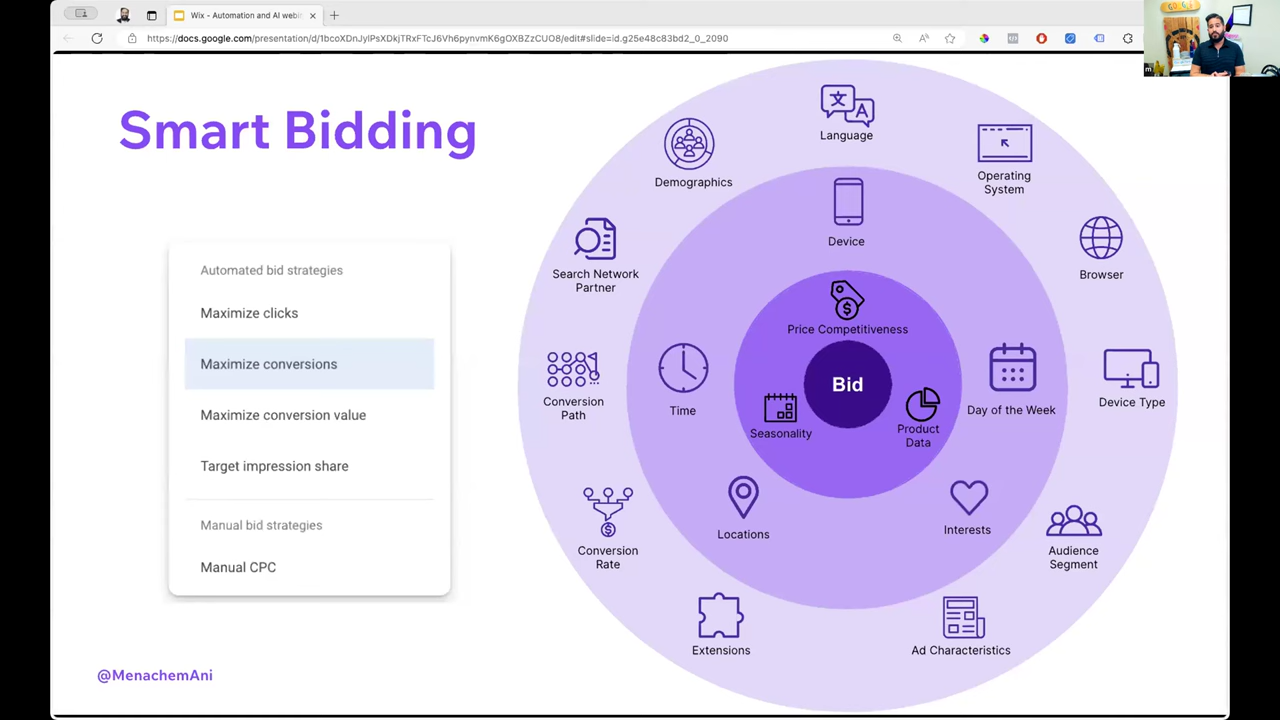 Wix - Automation and AI webin
https://docs.google.com/presentation/d/1bcoXDnJylPsXDkjTRxFTcJ6Vh6pynvmK6gOXBZzCUO8/edit#slide=id.g25e48c83bd2_0_2090
Smart Bidding
Automated bid strategies
Maximize clicks
Maximize conversions
Maximize conversion value
Target impression share
Manual bid strategies
Manual CPC
@MenachemAni
Language
Demographics
Operating
System
Search Network
Partner
Browser
Conversion
Path
Device Type
Conversion
Rate
Audience
Segment
Extensions
Ad Characteristics
Device
Time
Day of the Week
Locations
Interests
Price Competitiveness
Seasonality
Product
Data
Bid